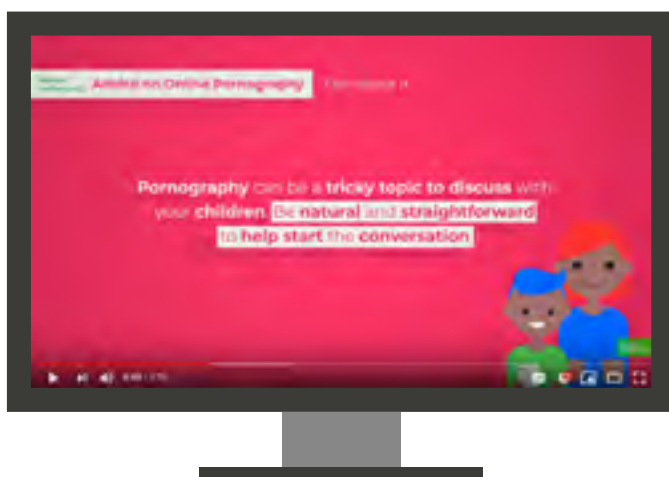 Advice on Online Pornography
Pornography can be a tricky topic to discuss with
your children. Be natural and straightforward
to help start the conversation